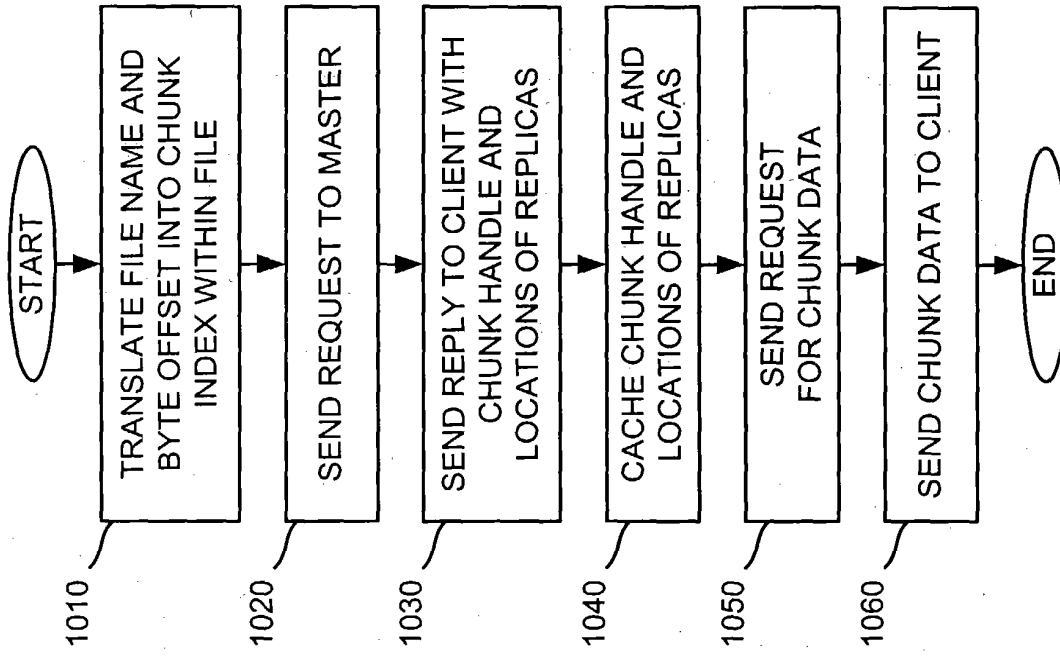 START
1010
TRANSLATE FILE NAME AND
BYTE OFFSET INTO CHUNK
INDEX WITHIN FILE
1020
SEND REQUEST TO MASTER
1030
SEND REPLY TO CLIENT WITH
CHUNK HANDLE AND
LOCATIONS OF REPLICAS
1040
CACHE CHUNK HANDLE AND
LOCATIONS OF REPLICAS
1050
SEND REQUEST
FOR CHUNK DATA
1060
SEND CHUNK DATA TO CLIENT
END